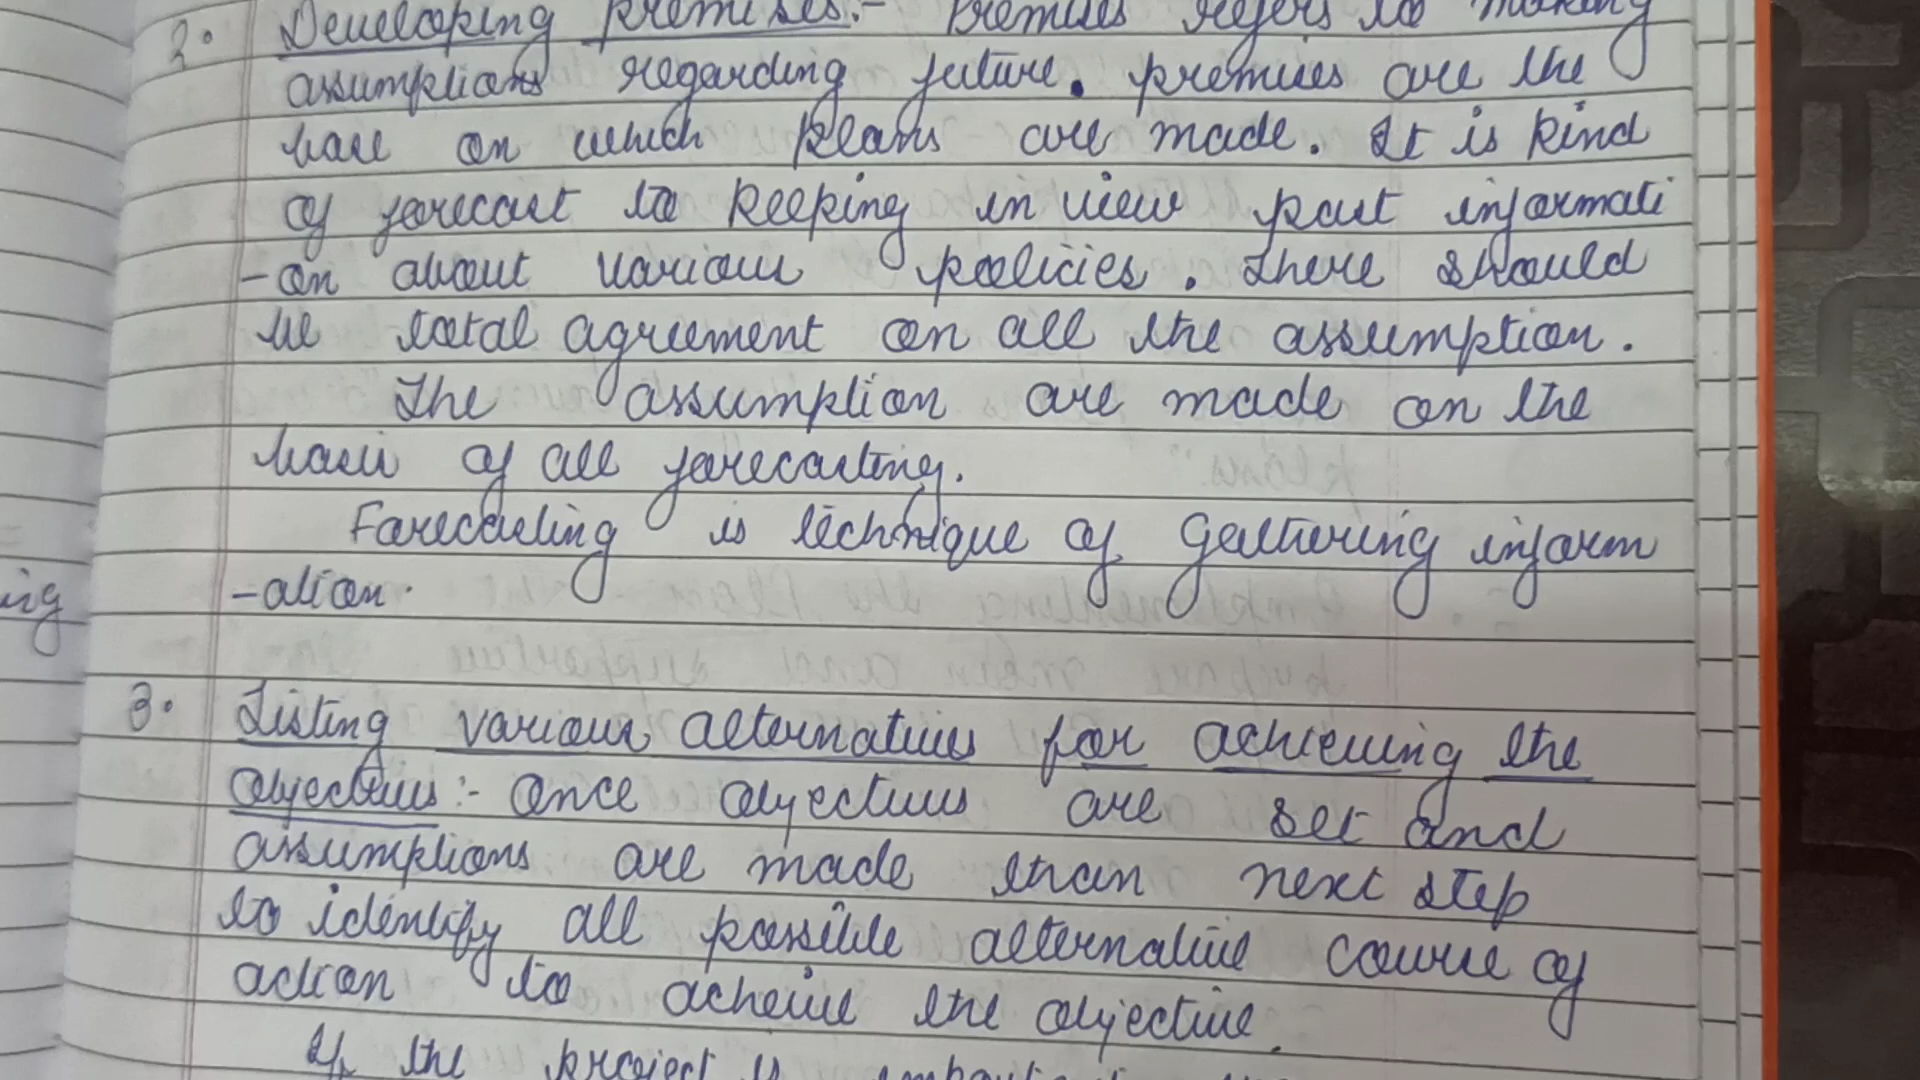 2. Developing premises:- Premises refers to making
assumptions regarding future. premises are the
base on which plans are made. It is kind
of forecast to keeping in view past informati
-on about various policies. There should
be total agreement on all the assumption.
The assumption are made on the
basis of all forecasting.
Forecasting is technique of gathering inform
-ation.
ing
3. Listing various alternatives for achieving the
objectives:- once objectives are set and
assumptions are made than next step
to identify all possible alternative course of
action to acheive the objective.
If the project is